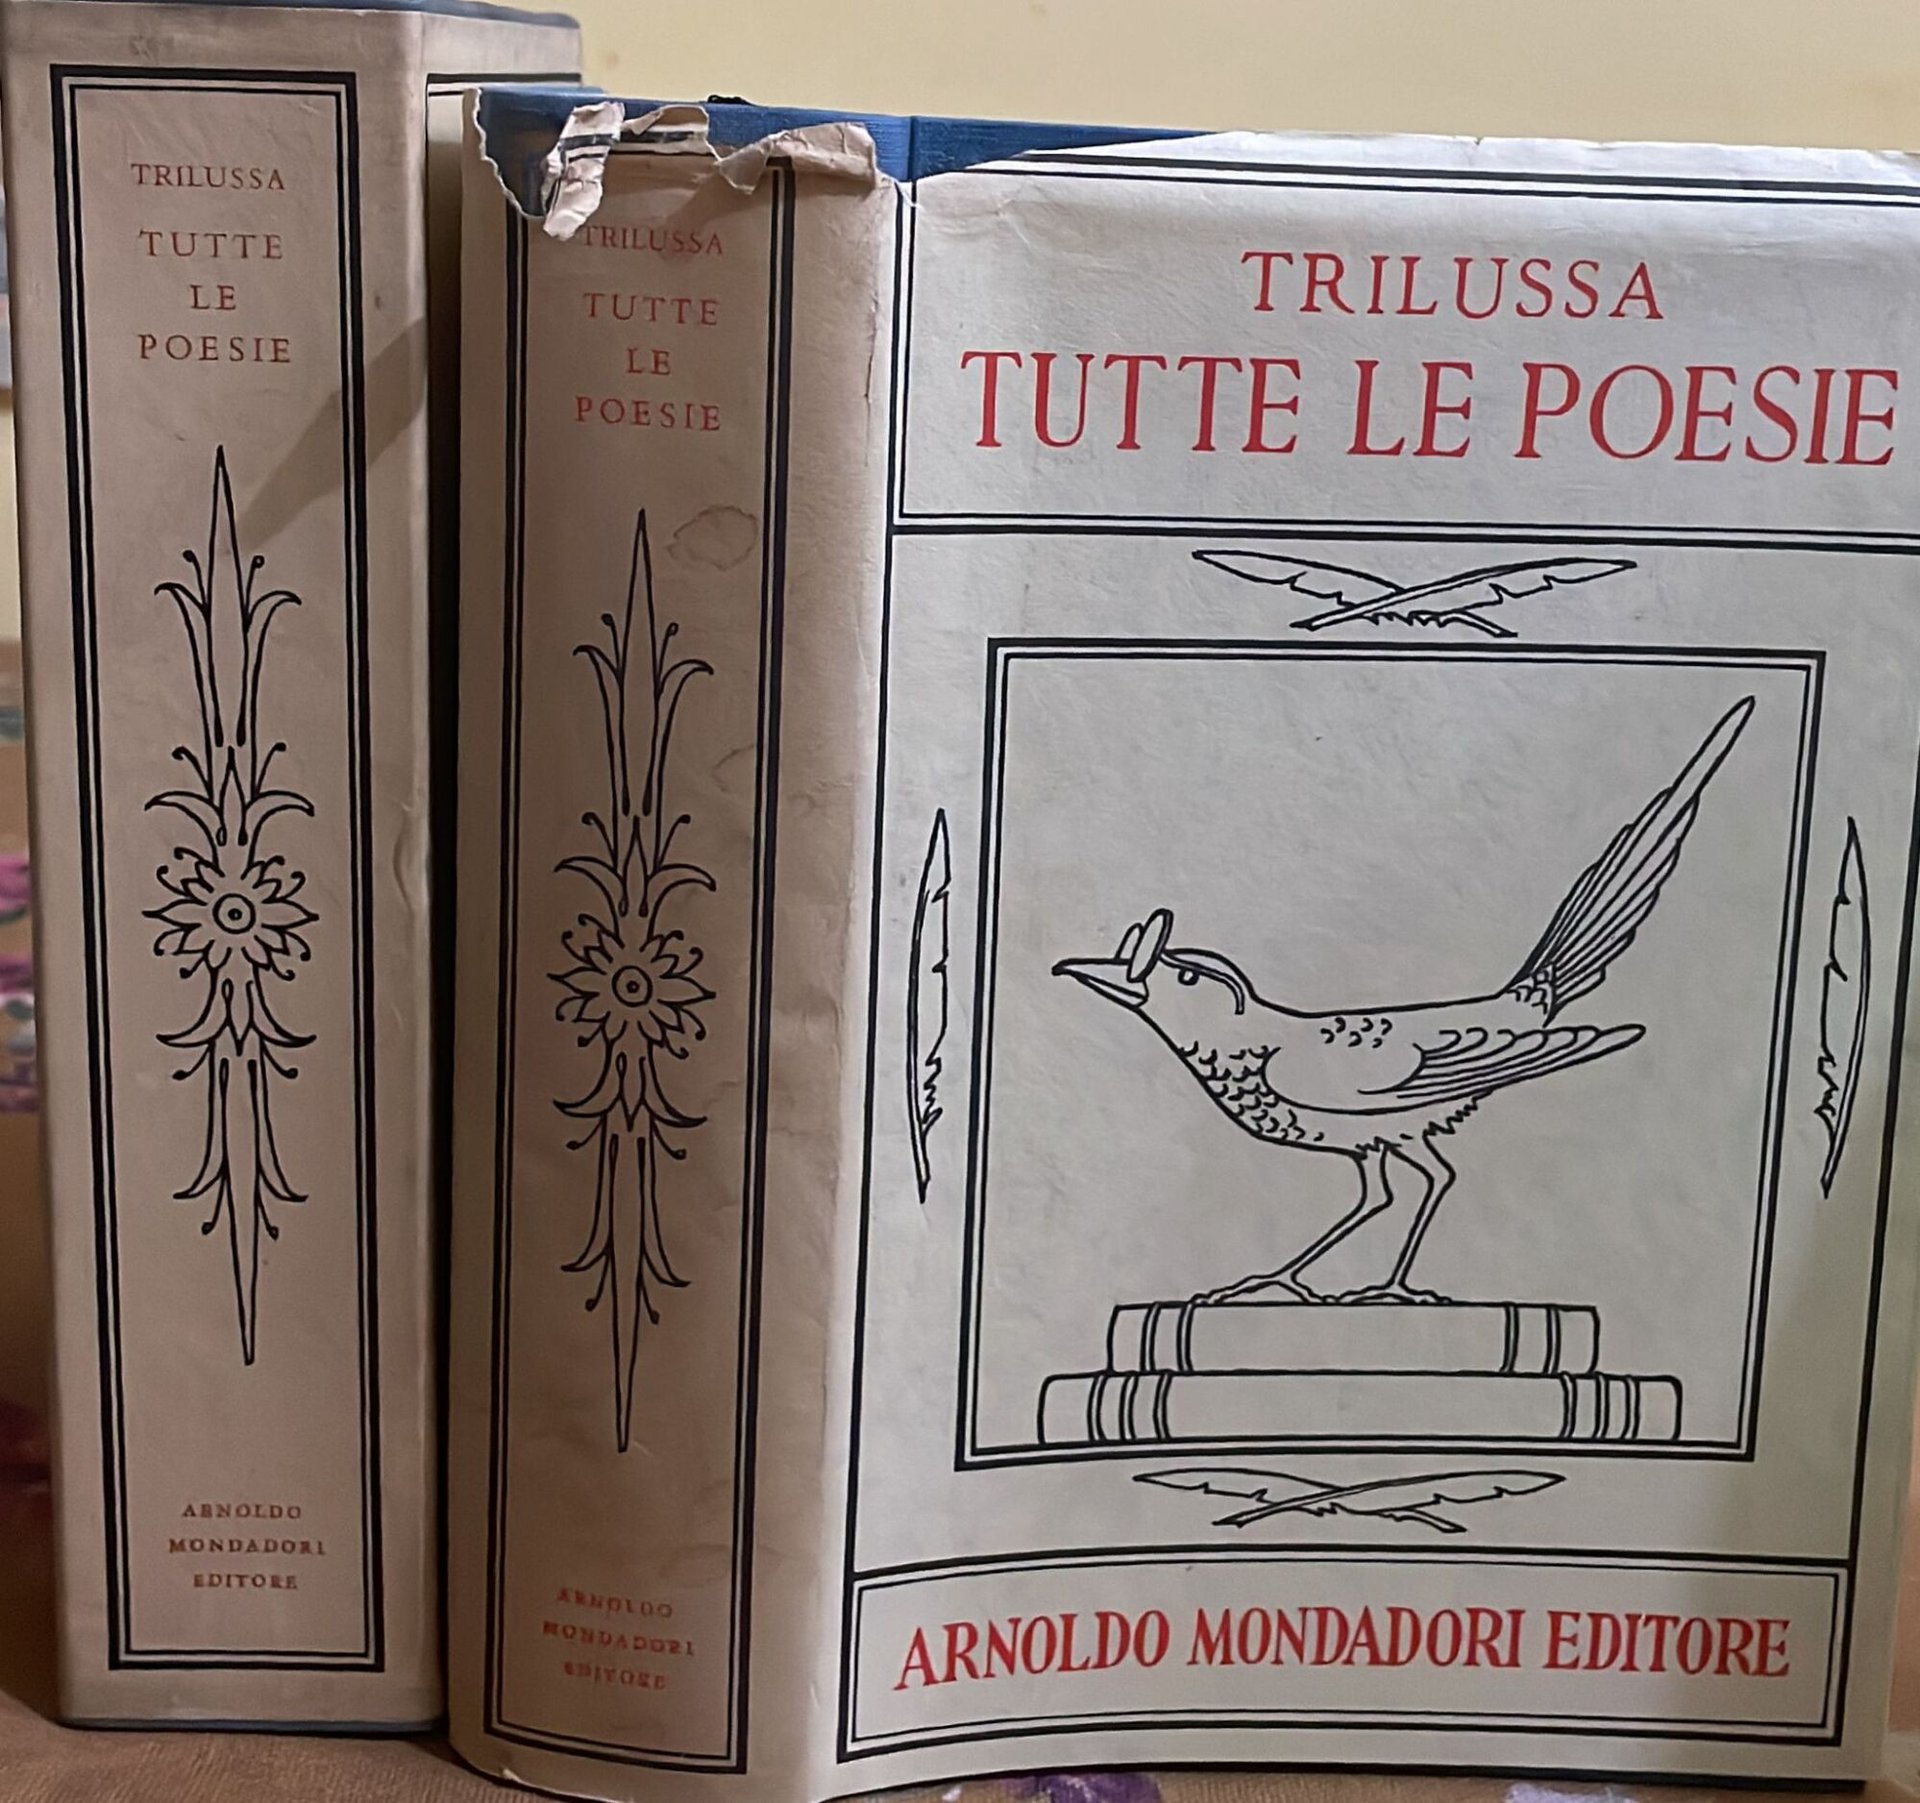 TRILUSSA
TUTTE
LE
POESIE
ARNOLDO
MONDADORI
EDITORE
TRILUSSA
TUTTE
LE
POESIE
ARNOLDO
MONDADORI
EDITORE
TRILUSSA
TUTTE LE POESIE
ARNOLDO MONDADORI EDITORE